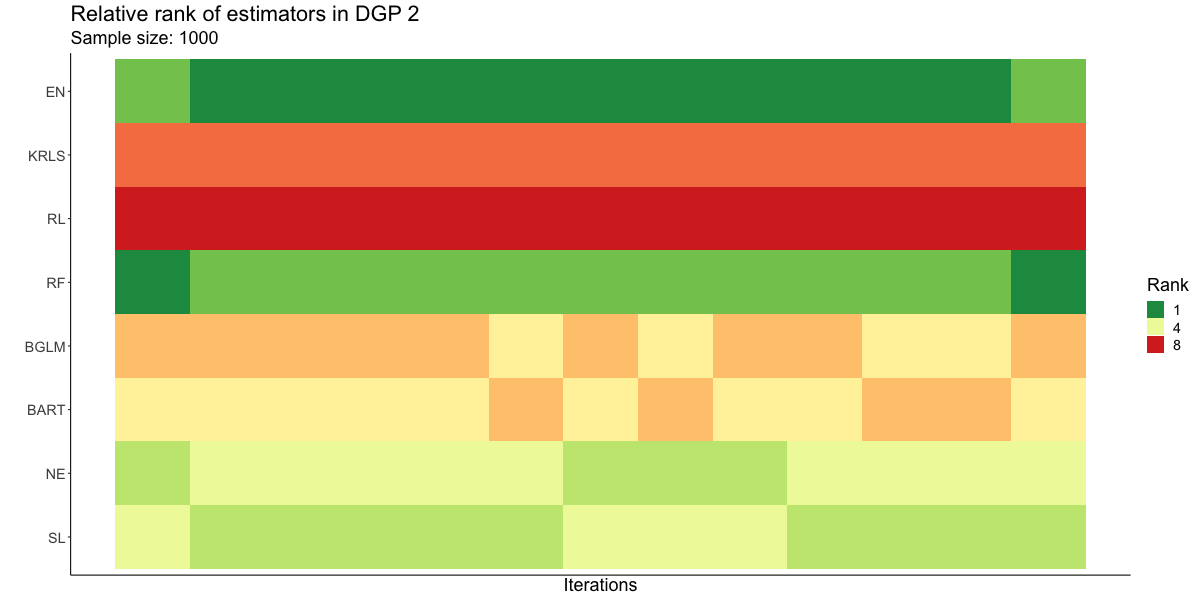 Relative rank of estimators in DGP 2
Sample size: 1000
EN
KRLS
RL
RF
BGLM
BART
NE
SL
Iterations
Rank
1
4
8